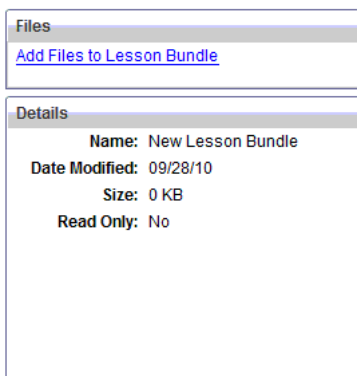 Files
Add Files to Lesson Bundle
Details
Name: New Lesson Bundle
Date Modified: 09/28/10
Size: 0 KB
Read Only: No